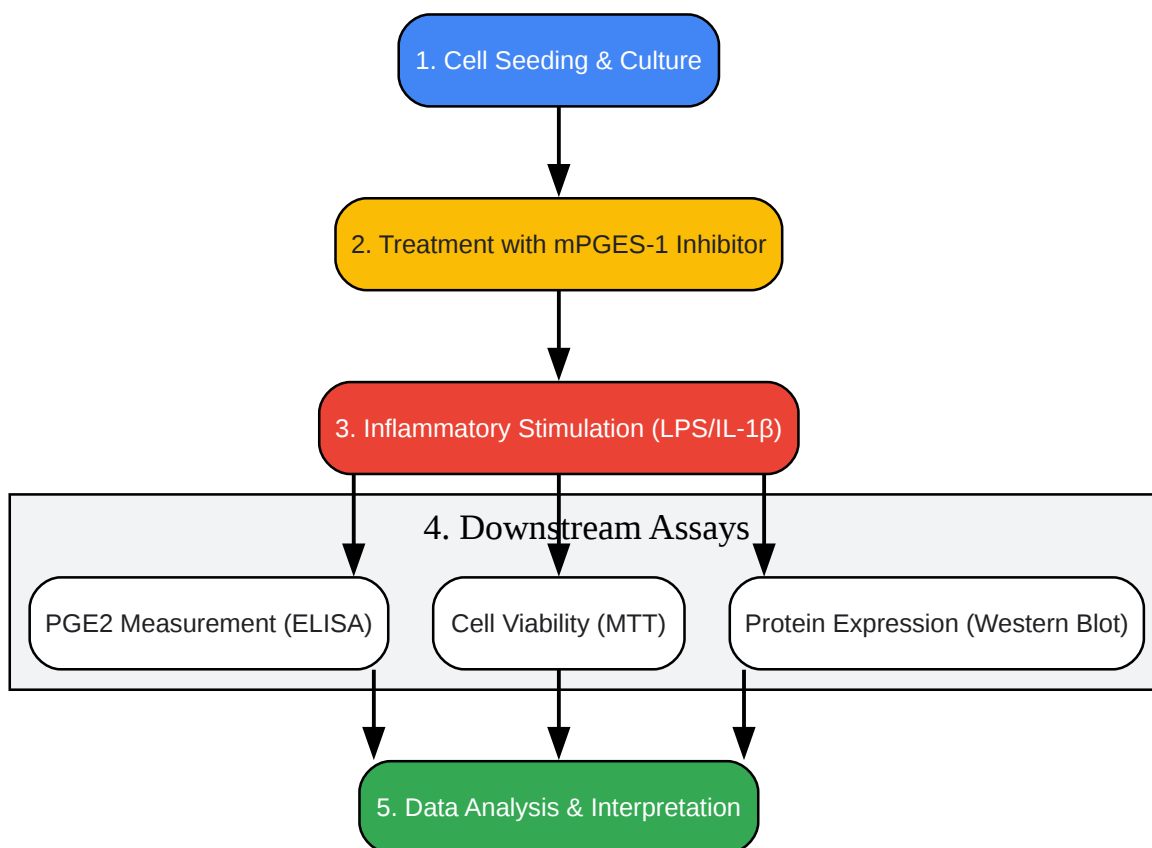 1. Cell Seeding & Culture
2. Treatment with mPGES-1 Inhibitor
3. Inflammatory Stimulation (LPS/IL-1β)
4. Downstream Assays
PGE2 Measurement (ELISA)
Cell Viability (MTT)
Protein Expression (Western Blot)
5. Data Analysis & Interpretation